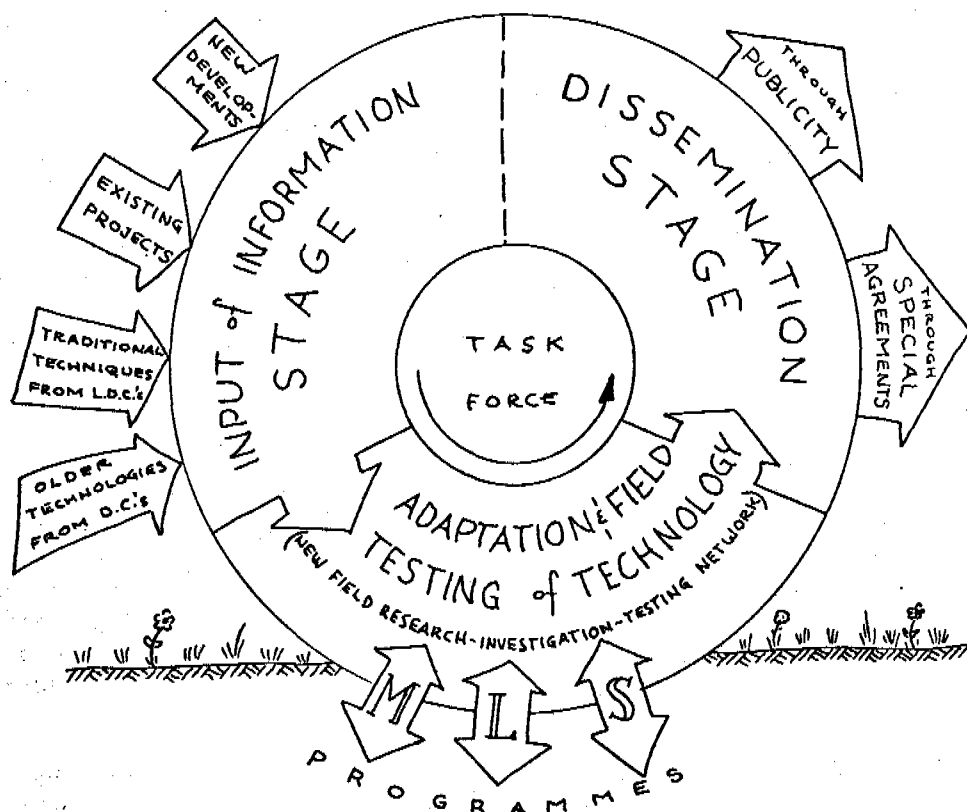 NEW
DEVELOP-
MENTS
EXISTING
PROJECTS
TRADITIONAL
TECHNIQUES
FROM L.D.C.'s
OLDER
TECHNOLOGIES
FROM D.C.'s
INPUT of INFORMATION
STAGE
DISSEMINATION
STAGE
THROUGH
PUBLICITY
THROUGH
SPECIAL
AGREEMENTS
TASK
FORCE
ADAPTATION & FIELD
TESTING of TECHNOLOGY
(NEW FIELD RESEARCH-INVESTIGATION-TESTING NETWORK)
M L S
PROGRAMMES